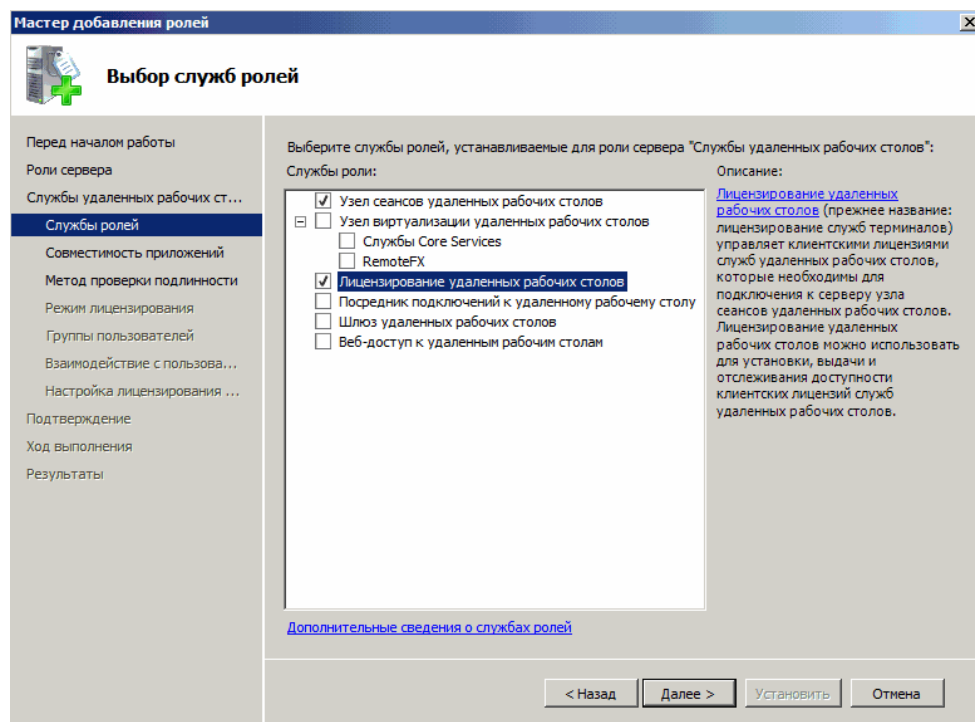 Мастер добавления ролей
Выбор служб ролей
Перед началом работы
Роли сервера
Службы удаленных рабочих ст...
Службы ролей
Совместимость приложений
Метод проверки подлинности
Режим лицензирования
Группы пользователей
Взаимодействие с пользова...
Настройка лицензирования ...
Подтверждение
Ход выполнения
Результаты
Выберите службы ролей, устанавливаемые для роли сервера "Службы удаленных рабочих столов":
Службы роли:
Узел сеансов удаленных рабочих столов
Узел виртуализации удаленных рабочих столов
Службы Core Services
RemoteFX
Лицензирование удаленных рабочих столов
Посредник подключений к удаленному рабочему столу
Шлюз удаленных рабочих столов
Веб-доступ к удаленным рабочим столам
Дополнительные сведения о службах ролей
Описание:
Лицензирование удаленных
рабочих столов (прежнее название:
лицензирование служб терминалов)
управляет клиентскими лицензиями
служб удаленных рабочих столов,
которые необходимы для
подключения к серверу узла
сеансов удаленных рабочих столов.
Лицензирование удаленных
рабочих столов можно использовать
для установки, выдачи и
отслеживания доступности
клиентских лицензий служб
удаленных рабочих столов.
< Назад
Далее >
Установить
Отмена